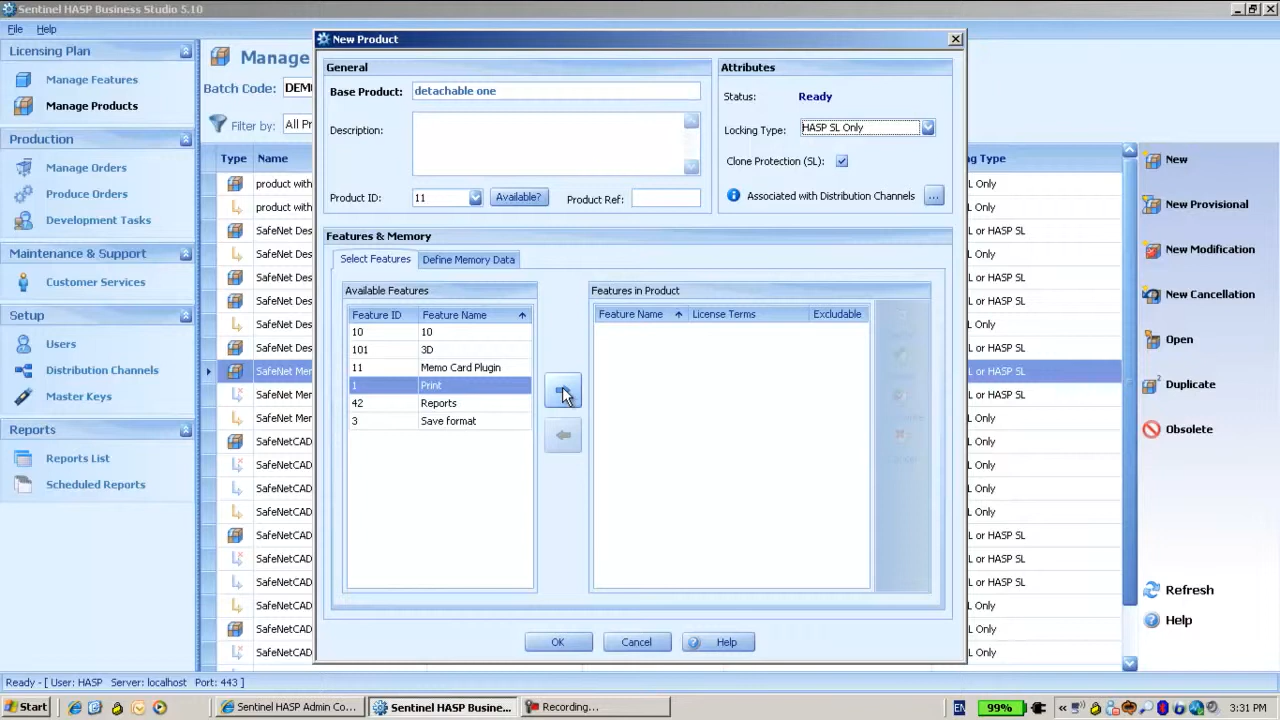 Sentinel HASP Business Studio 5.10
File Help
Licensing Plan
Manage Features
Manage Products
Production
Manage Orders
Produce Orders
Development Tasks
Maintenance & Support
Customer Services
Setup
Users
Distribution Channels
Master Keys
Reports
Reports List
Scheduled Reports
Manage
Batch Code:
Filter by: All Pr
Type Name
product with
product with
SafeNet Des
SafeNet Des
SafeNet Des
SafeNet Des
SafeNet Des
SafeNet Des
SafeNet Mer
SafeNet Mer
SafeNet Mer
SafeNetCAD
SafeNetCAD
SafeNetCAD
SafeNetCAD
SafeNetCAD
SafeNetCAD
SafeNetCAD
SafeNetCAD
SafeNetCAD
SafeNetCAD
New Product
General
Base Product: detachable one
Description:
Product ID: 11 Available? Product Ref:
Attributes
Status: Ready
Locking Type: HASP SL Only
Clone Protection (SL):
Associated with Distribution Channels ...
Features & Memory
Select Features Define Memory Data
Available Features
Feature ID Feature Name
10 10
101 3D
11 Memo Card Plugin
1 Print
42 Reports
3 Save format
Features in Product
Feature Name License Terms Excludable
OK Cancel Help
ng Type
L Only
L Only
L or HASP SL
L Only
L or HASP SL
L or HASP SL
L Only
L or HASP SL
L or HASP SL
L Only
L Only
L or HASP SL
L Only
L Only
L Only
L or HASP SL
L or HASP SL
L or HASP SL
L Only
L Only
L Only
New
New Provisional
New Modification
New Cancellation
Open
Duplicate
Obsolete
Refresh
Help
Ready - [ User: HASP Server: localhost Port: 443 ]
Start Sentinel HASP Admin Co... Sentinel HASP Busine... Recording... EN 99% 3:31 PM